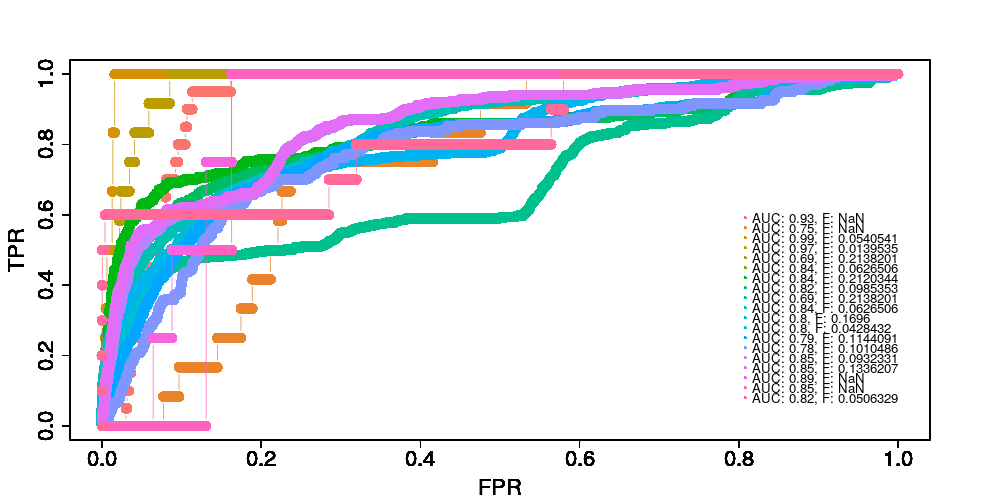 1.0
0.8
0.6
0.4
0.2
0.0
TPR
0.0 0.2 0.4 0.6 0.8 1.0
FPR
AUC: 0.93, F: NaN
AUC: 0.75, F: NaN
AUC: 0.99, F: 0.0540541
AUC: 0.97, F: 0.0139535
AUC: 0.69, F: 0.2138201
AUC: 0.84, F: 0.0626506
AUC: 0.84, F: 0.2120344
AUC: 0.82, F: 0.0985353
AUC: 0.69, F: 0.2138201
AUC: 0.84, F: 0.0626506
AUC: 0.8, F: 0.1696
AUC: 0.8, F: 0.0428432
AUC: 0.79, F: 0.1144091
AUC: 0.78, F: 0.1010486
AUC: 0.85, F: 0.0932331
AUC: 0.85, F: 0.1336207
AUC: 0.89, F: NaN
AUC: 0.85, F: NaN
AUC: 0.82, F: 0.0506329